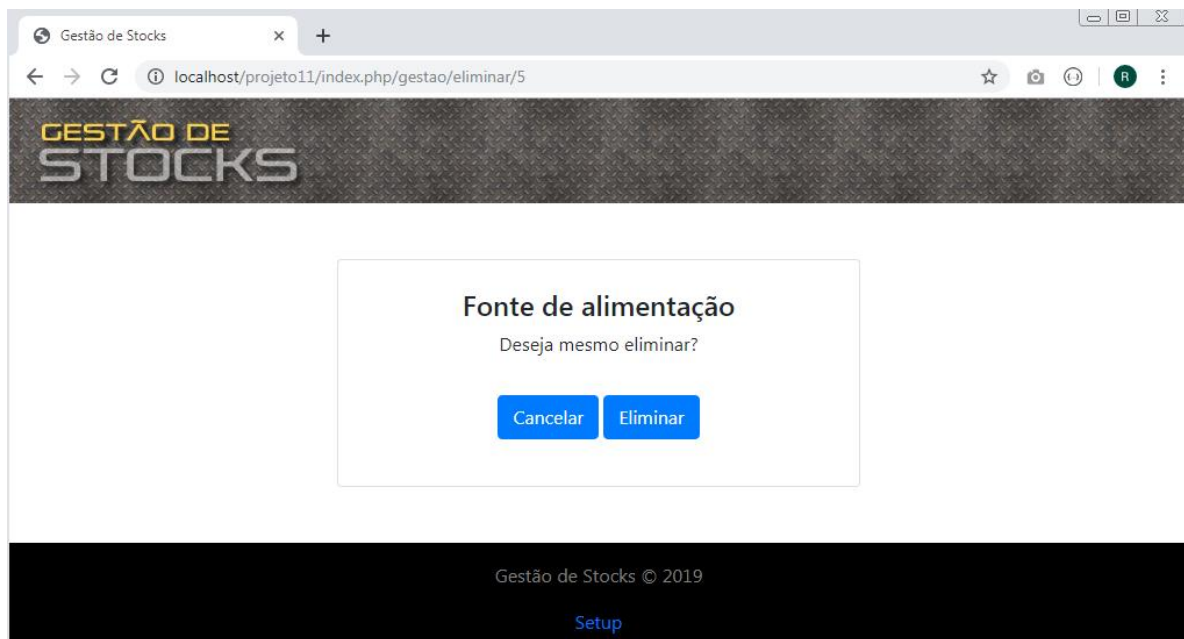 Gestão de Stocks
localhost/projeto11/index.php/gestao/eliminar/5
R
GESTÃO DE
STOCKS
Fonte de alimentação
Deseja mesmo eliminar?
Cancelar Eliminar
Gestão de Stocks © 2019
Setup